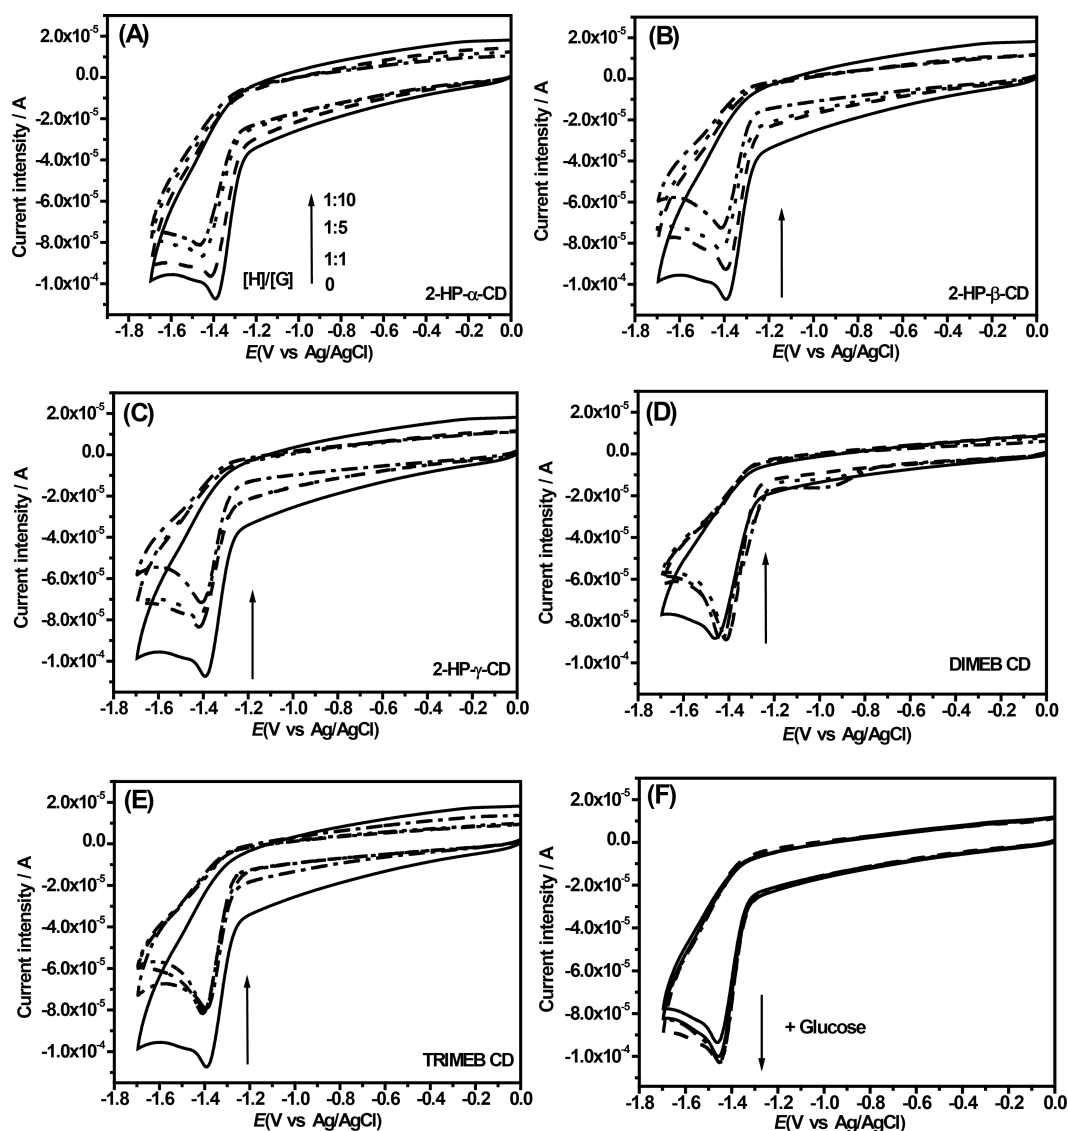 (A)
2.0x10⁻⁵
0.0
-2.0x10⁻⁵
-4.0x10⁻⁵
-6.0x10⁻⁵
-8.0x10⁻⁵
-1.0x10⁻⁴
Current intensity / A
1:10
1:5
1:1
[H]/[G] 0
2-HP-α-CD
-1.8 -1.6 -1.4 -1.2 -1.0 -0.8 -0.6 -0.4 -0.2 0.0
E(V vs Ag/AgCl)
(B)
2.0x10⁻⁵
0.0
-2.0x10⁻⁵
-4.0x10⁻⁵
-6.0x10⁻⁵
-8.0x10⁻⁵
-1.0x10⁻⁴
Current intensity / A
2-HP-β-CD
-1.8 -1.6 -1.4 -1.2 -1.0 -0.8 -0.6 -0.4 -0.2 0.0
E(V vs Ag/AgCl)
(C)
2.0x10⁻⁵
0.0
-2.0x10⁻⁵
-4.0x10⁻⁵
-6.0x10⁻⁵
-8.0x10⁻⁵
-1.0x10⁻⁴
Current intensity / A
2-HP-γ-CD
-1.8 -1.6 -1.4 -1.2 -1.0 -0.8 -0.6 -0.4 -0.2 0.0
E(V vs Ag/AgCl)
(D)
2.0x10⁻⁵
0.0
-2.0x10⁻⁵
-4.0x10⁻⁵
-6.0x10⁻⁵
-8.0x10⁻⁵
-1.0x10⁻⁴
Current intensity / A
DIMEB CD
-1.8 -1.6 -1.4 -1.2 -1.0 -0.8 -0.6 -0.4 -0.2 0.0
E(V vs Ag/AgCl)
(E)
2.0x10⁻⁵
0.0
-2.0x10⁻⁵
-4.0x10⁻⁵
-6.0x10⁻⁵
-8.0x10⁻⁵
-1.0x10⁻⁴
Current intensity / A
TRIMEB CD
-1.8 -1.6 -1.4 -1.2 -1.0 -0.8 -0.6 -0.4 -0.2 0.0
E(V vs Ag/AgCl)
(F)
2.0x10⁻⁵
0.0
-2.0x10⁻⁵
-4.0x10⁻⁵
-6.0x10⁻⁵
-8.0x10⁻⁵
-1.0x10⁻⁴
Current intensity / A
+ Glucose
-1.8 -1.6 -1.4 -1.2 -1.0 -0.8 -0.6 -0.4 -0.2 0.0
E(V vs Ag/AgCl)